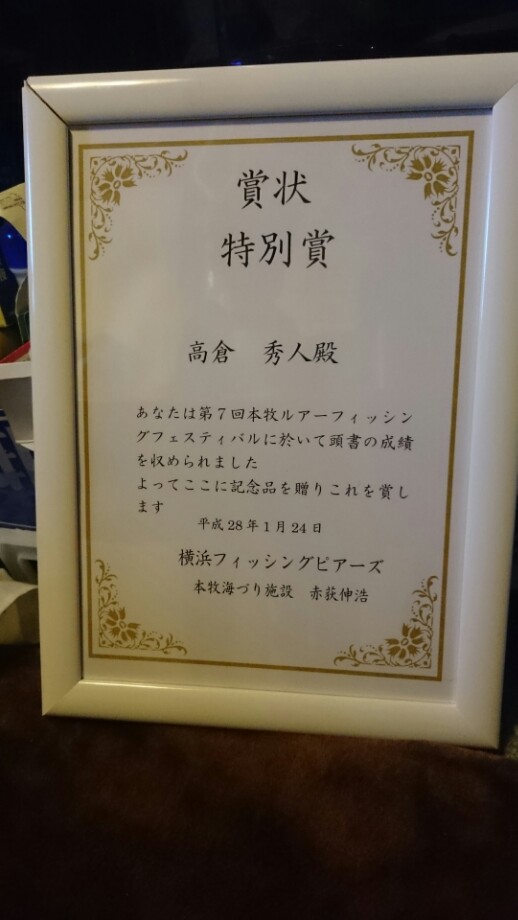 賞状
特別賞
高倉　秀人殿
あなたは第7回本牧ルアーフィッシン
グフェスティバルに於いて頭書の成績
を収められました
よってここに記念品を贈りこれを賞し
ます
平成28年1月24日
横浜フィッシングピアーズ
本牧海づり施設　赤荻伸浩